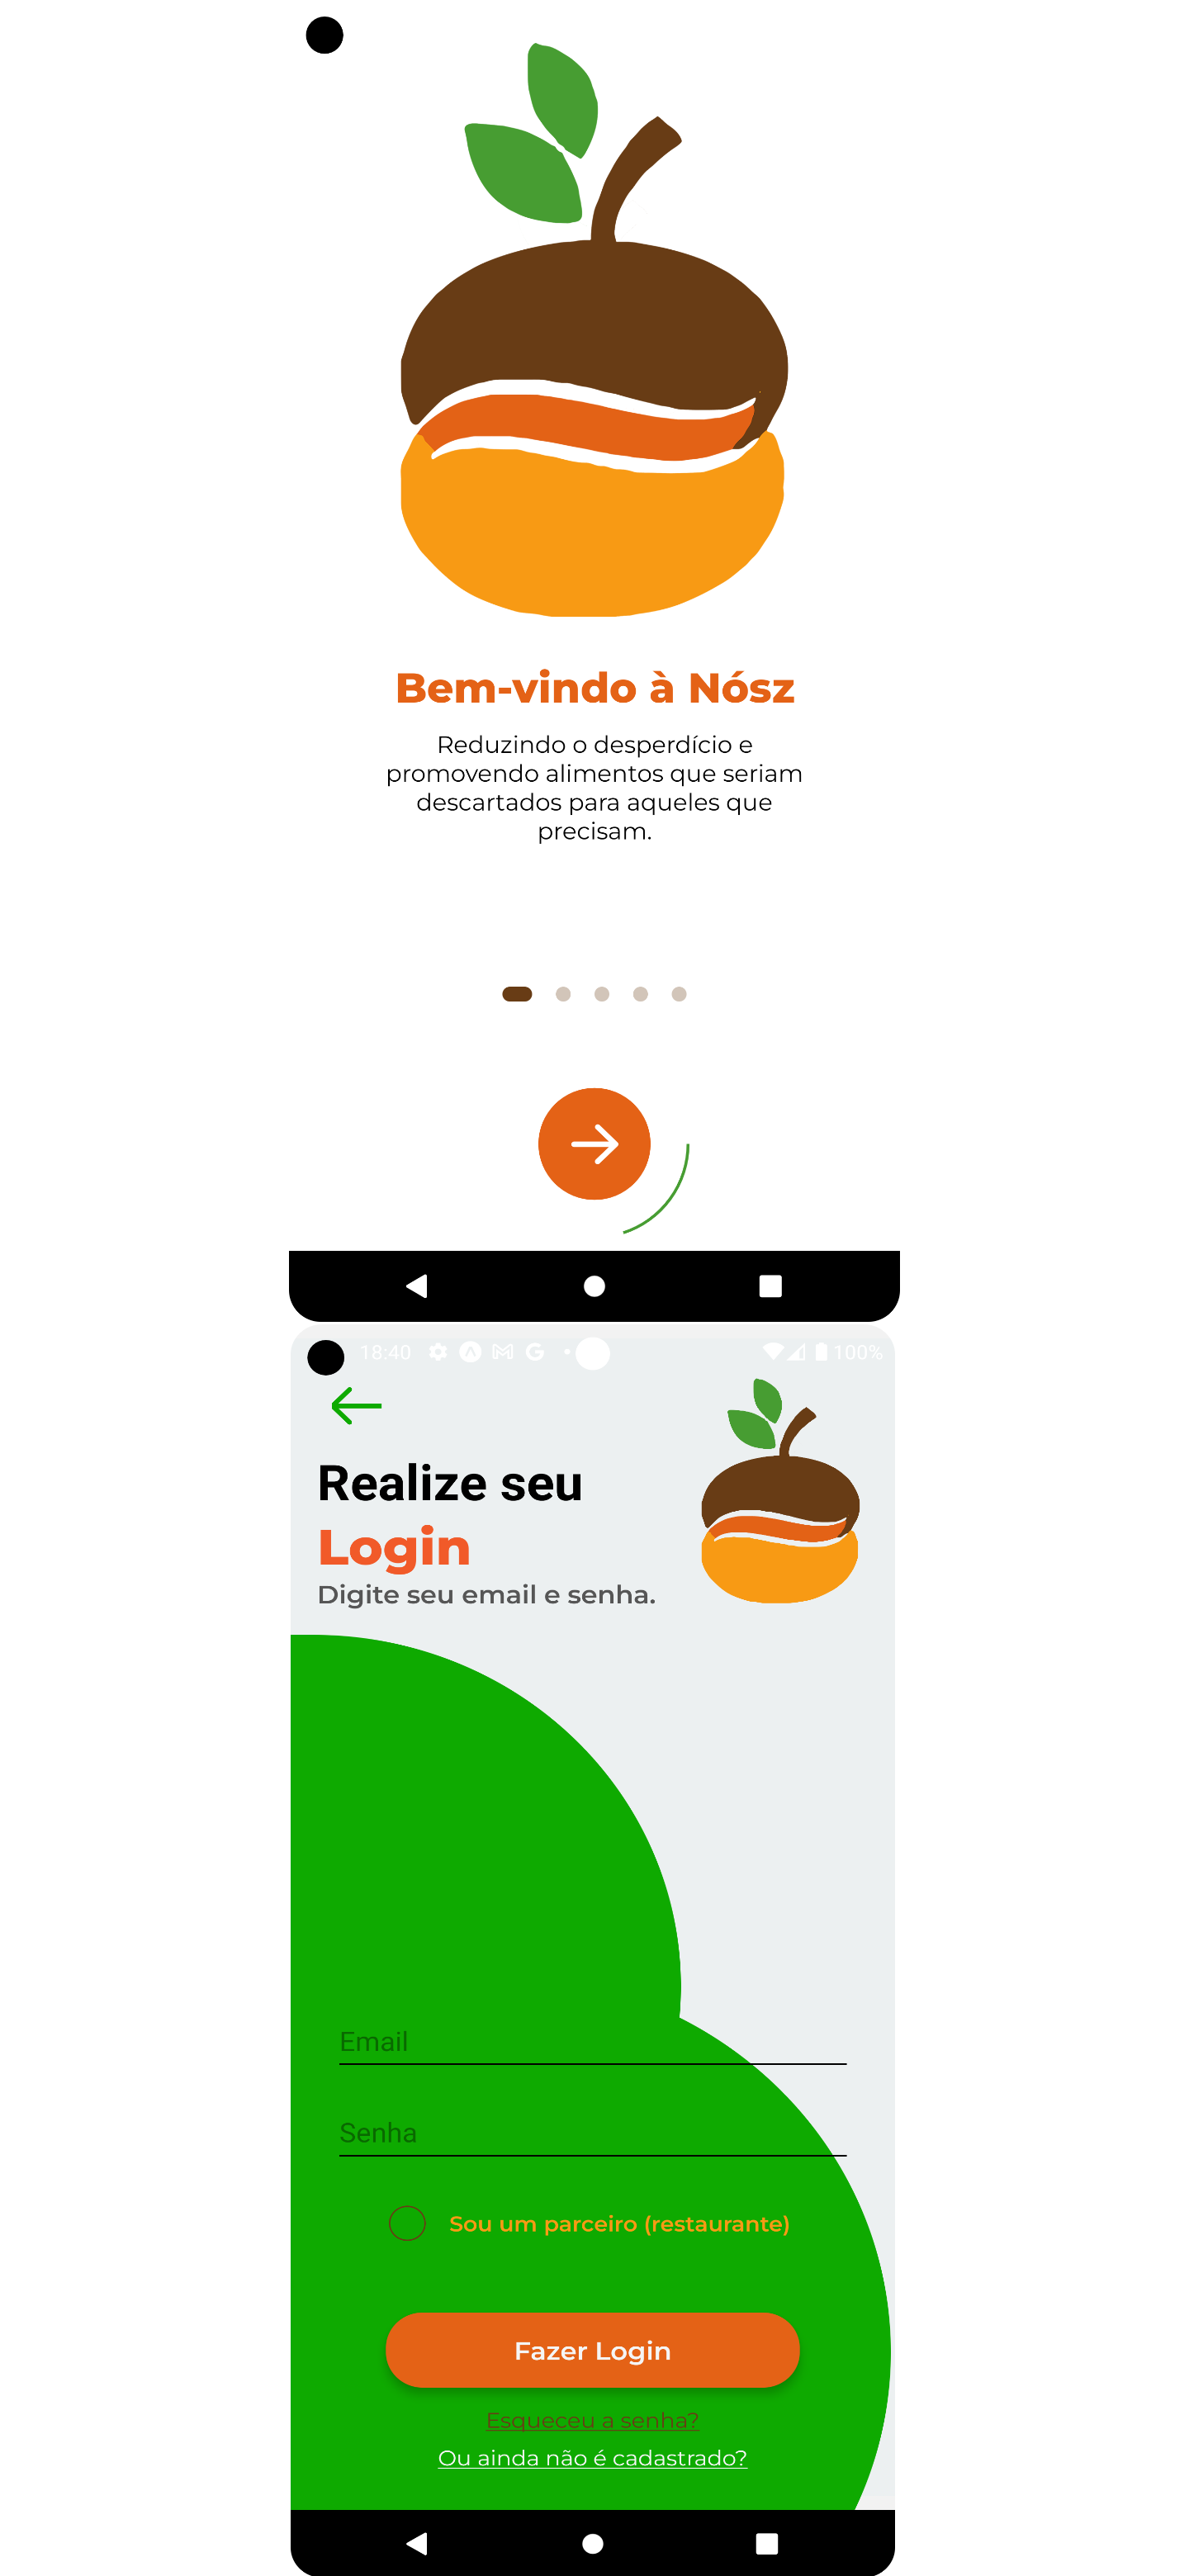 Bem-vindo à Nósz
Reduzindo o desperdício e
promovendo alimentos que seriam
descartados para aqueles que
precisam.
18:40
100%
Realize seu
Login
Digite seu email e senha.
Email
Senha
Sou um parceiro (restaurante)
Fazer Login
Esqueceu a senha?
Ou ainda não é cadastrado?